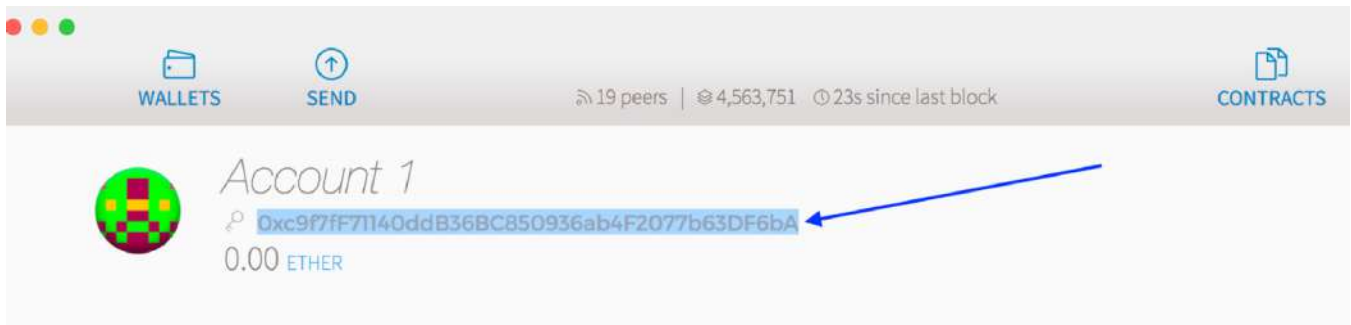 WALLETS
SEND
19 peers | 4,563,751 23s since last block
CONTRACTS
Account 1
0xc9f7fF71140ddB36BC850936ab4F2077b63DF6bA
0.00 ETHER